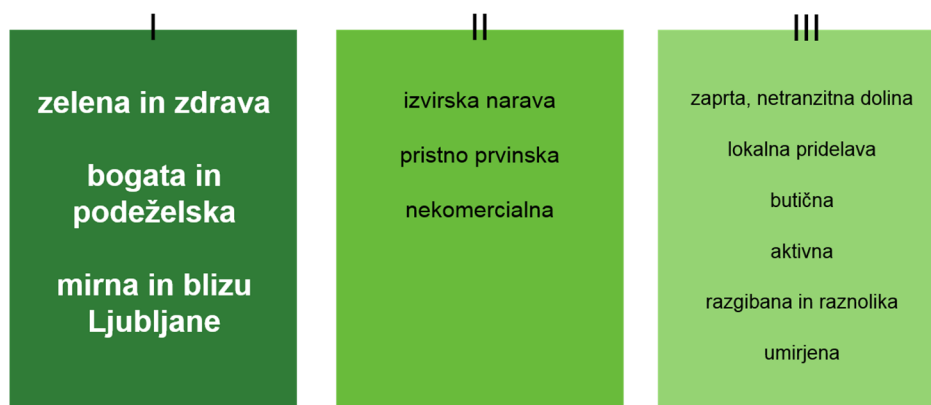 I
zelena in zdrava
bogata in
podeželska
mirna in blizu
Ljubljane
II
izvirska narava
pristno prvinska
nekomercialna
III
zaprta, netranzitna dolina
lokalna pridelava
butična
aktivna
razgibana in raznolika
umirjena